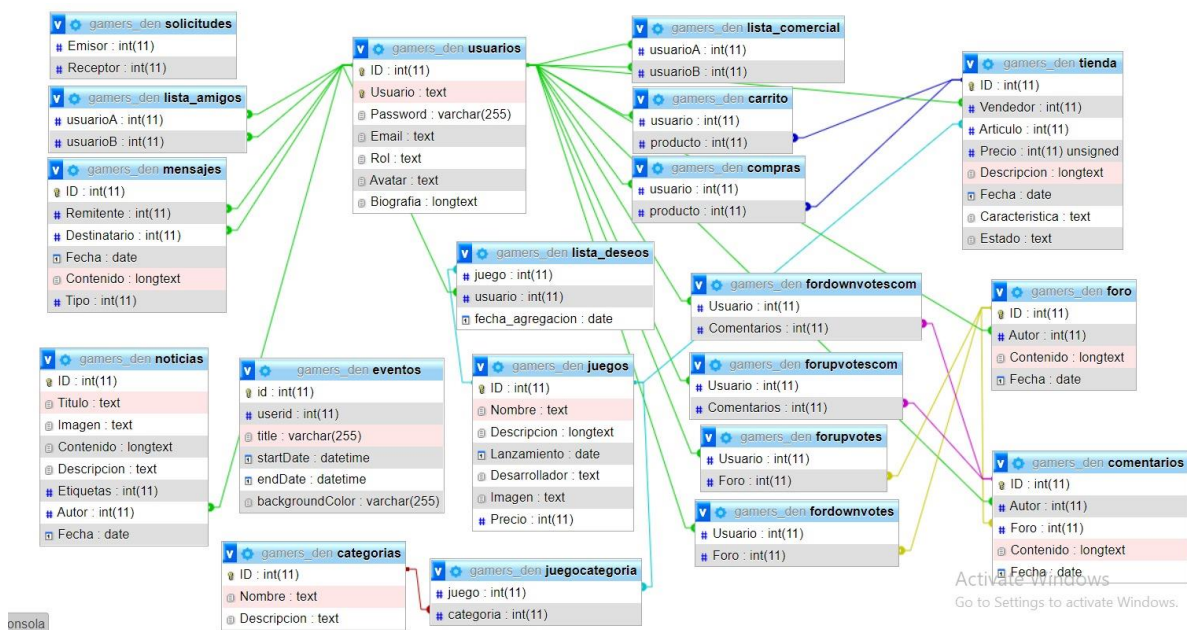 gamers_den solicitudes
Emisor : int(11)
Receptor : int(11)
gamers_den lista_amigos
usuarioA : int(11)
usuarioB : int(11)
gamers_den mensajes
ID : int(11)
Remitente : int(11)
Destinatario : int(11)
Fecha : date
Contenido : longtext
Tipo : int(11)
gamers_den usuarios
ID : int(11)
Usuario : text
Password : varchar(255)
Email : text
Rol : text
Avatar : text
Biografia : longtext
gamers_den lista_comercial
usuarioA : int(11)
usuarioB : int(11)
gamers_den carrito
usuario : int(11)
producto : int(11)
gamers_den compras
usuario : int(11)
producto : int(11)
gamers_den tienda
ID : int(11)
Vendedor : int(11)
Articulo : int(11)
Precio : int(11) unsigned
Descripcion : longtext
Fecha : date
Caracteristica : text
Estado : text
gamers_den lista_deseos
juego : int(11)
usuario : int(11)
fecha_agregacion : date
gamers_den fordownvotescom
Usuario : int(11)
Comentarios : int(11)
gamers_den foro
ID : int(11)
Autor : int(11)
Contenido : longtext
Fecha : date
gamers_den noticias
ID : int(11)
Titulo : text
Imagen : text
Contenido : longtext
Descripcion : text
Etiquetas : int(11)
Autor : int(11)
Fecha : date
gamers_den eventos
id : int(11)
userid : int(11)
title : varchar(255)
startDate : datetime
endDate : datetime
backgroundColor : varchar(255)
gamers_den juegos
ID : int(11)
Nombre : text
Descripcion : longtext
Lanzamiento : date
Desarrollador : text
Imagen : text
Precio : int(11)
gamers_den forupvotescom
Usuario : int(11)
Comentarios : int(11)
gamers_den forupvotes
Usuario : int(11)
Foro : int(11)
gamers_den fordownvotes
Usuario : int(11)
Foro : int(11)
gamers_den comentarios
ID : int(11)
Autor : int(11)
Foro : int(11)
Contenido : longtext
Fecha : date
gamers_den categorias
ID : int(11)
Nombre : text
Descripcion : text
gamers_den juegocategoria
juego : int(11)
categoria : int(11)
Activate Windows
Go to Settings to activate Windows.
onsola